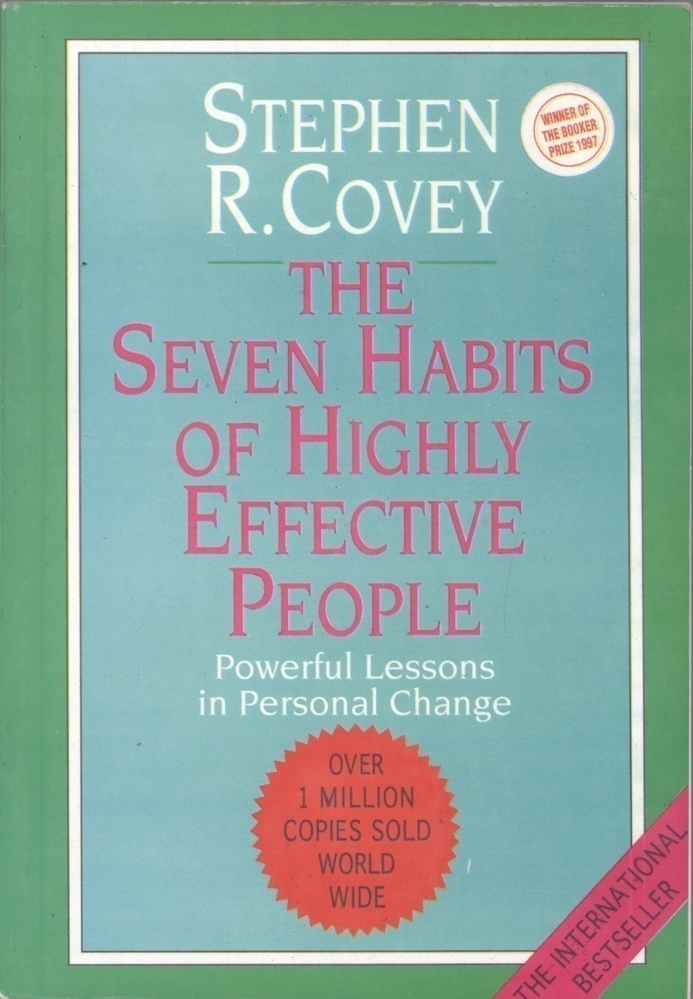 STEPHEN
R. COVEY
WINNER OF
THE BOOKER
PRIZE 1997
THE
SEVEN HABITS
OF HIGHLY
EFFECTIVE
PEOPLE
Powerful Lessons
in Personal Change
OVER
1 MILLION
COPIES SOLD
WORLD
WIDE
THE INTERNATIONAL
BESTSELLER